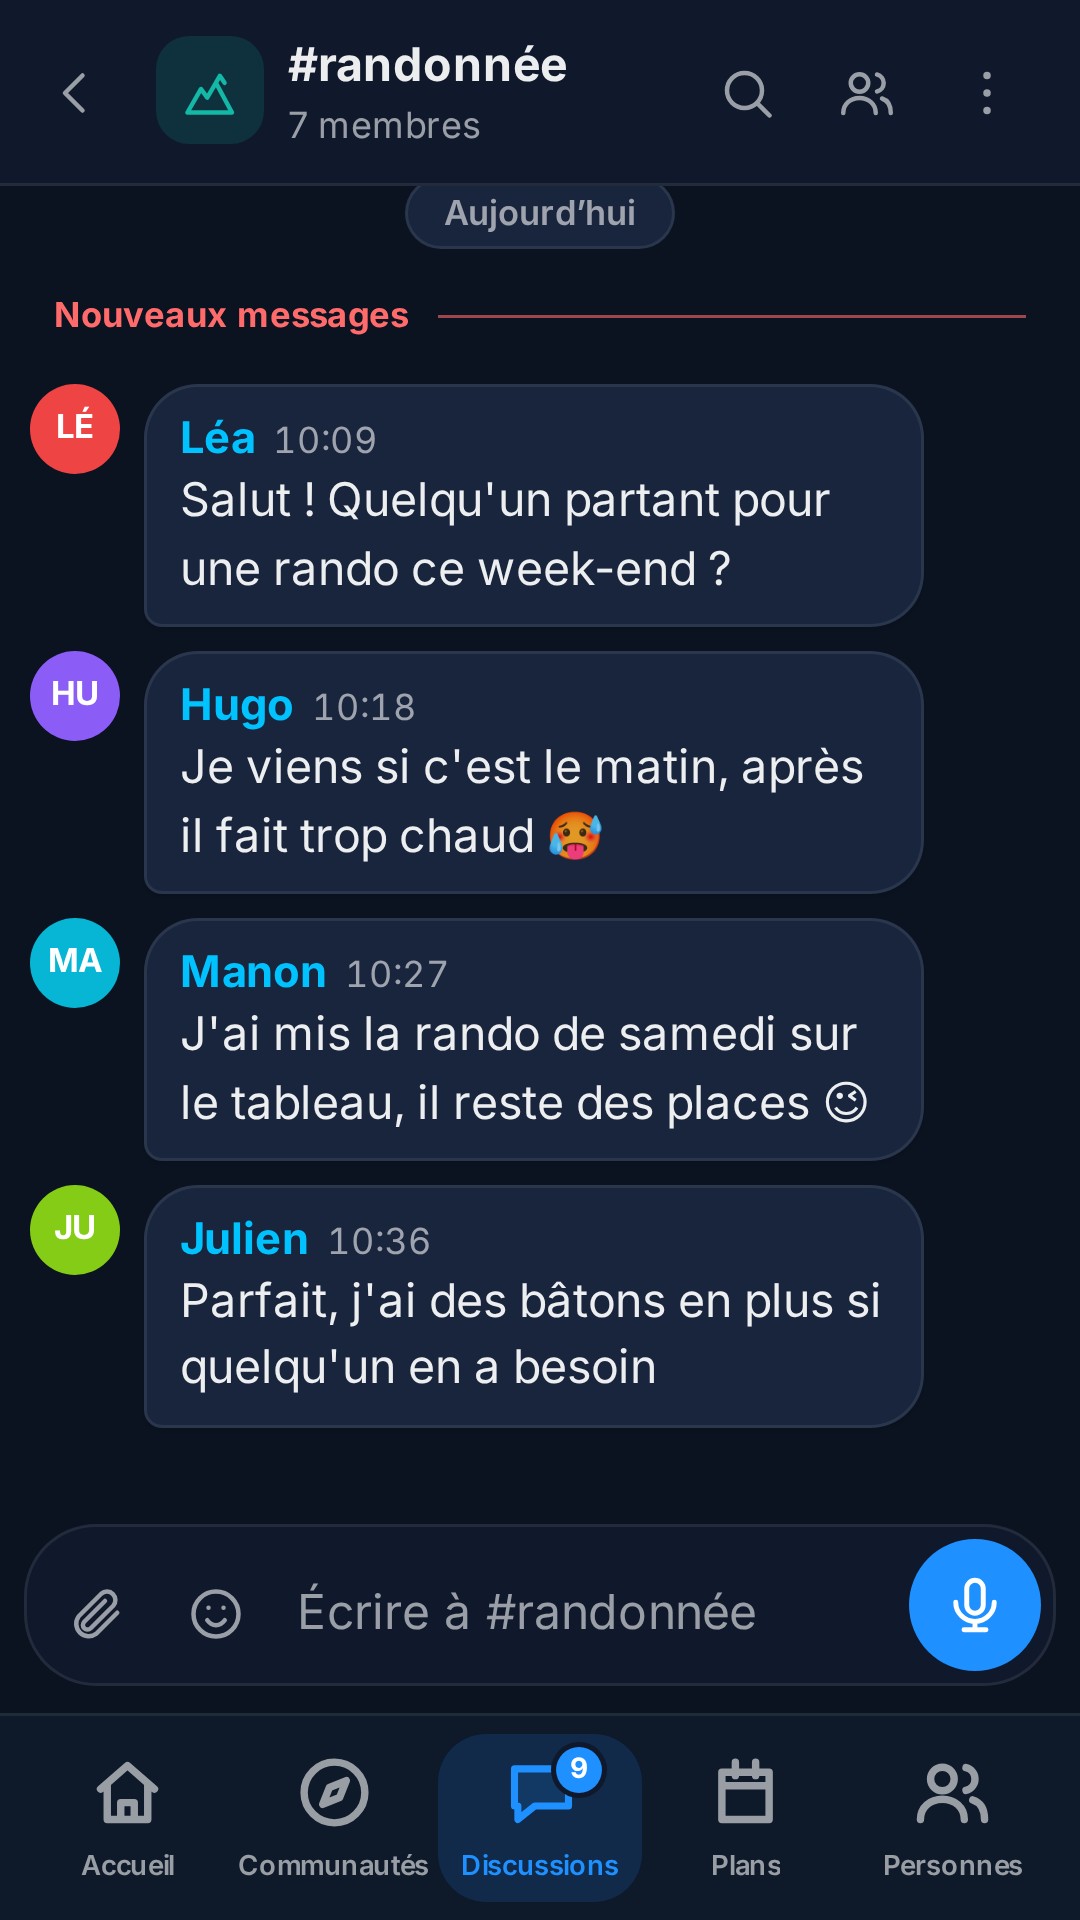 #randonnée
7 membres
Aujourd’hui
Nouveaux messages
LÉ
Léa 10:09
Salut ! Quelqu'un partant pour
une rando ce week-end ?
HU
Hugo 10:18
Je viens si c'est le matin, après
il fait trop chaud 🥵
MA
Manon 10:27
J'ai mis la rando de samedi sur
le tableau, il reste des places 😉
JU
Julien 10:36
Parfait, j'ai des bâtons en plus si
quelqu'un en a besoin
Écrire à #randonnée
9
Accueil
Communautés
Discussions
Plans
Personnes